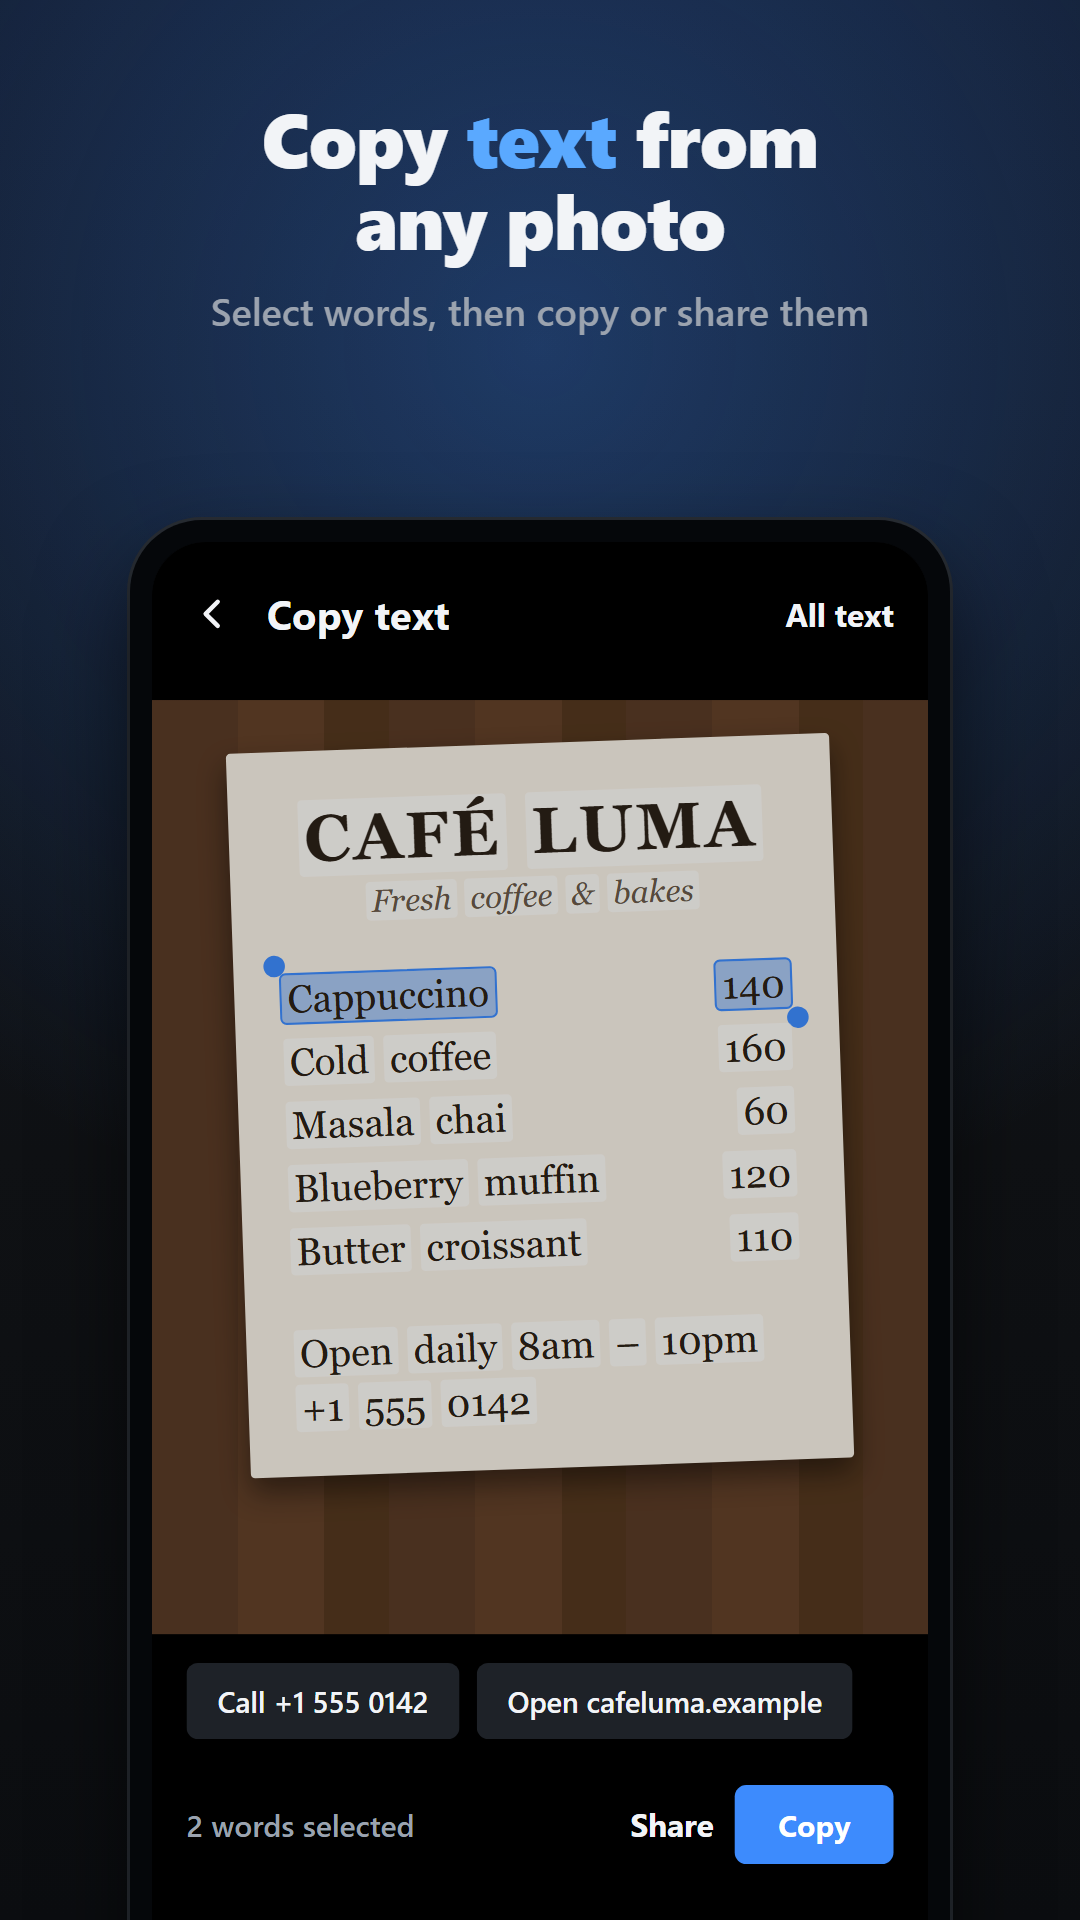 Copy text from
any photo
Select words, then copy or share them
Copy text
All text
CAFÉ LUMA
Fresh coffee & bakes
Cappuccino 140
Cold coffee 160
Masala chai 60
Blueberry muffin 120
Butter croissant 110
Open daily 8am – 10pm
+1 555 0142
Call +1 555 0142
Open cafeluma.example
2 words selected
Share
Copy